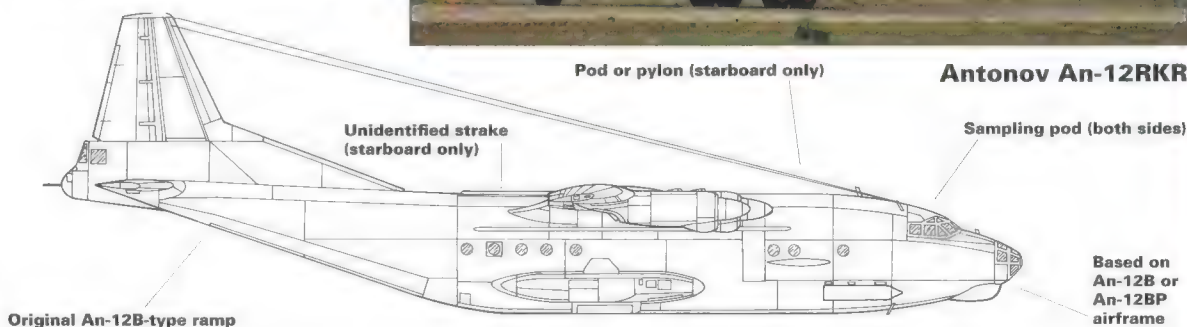 Pod or pylon (starboard only)
Antonov An-12RKR
Unidentified strake
(starboard only)
Sampling pod (both sides)
Based on
An-12B or
An-12BP
airframe
Original An-12B-type ramp